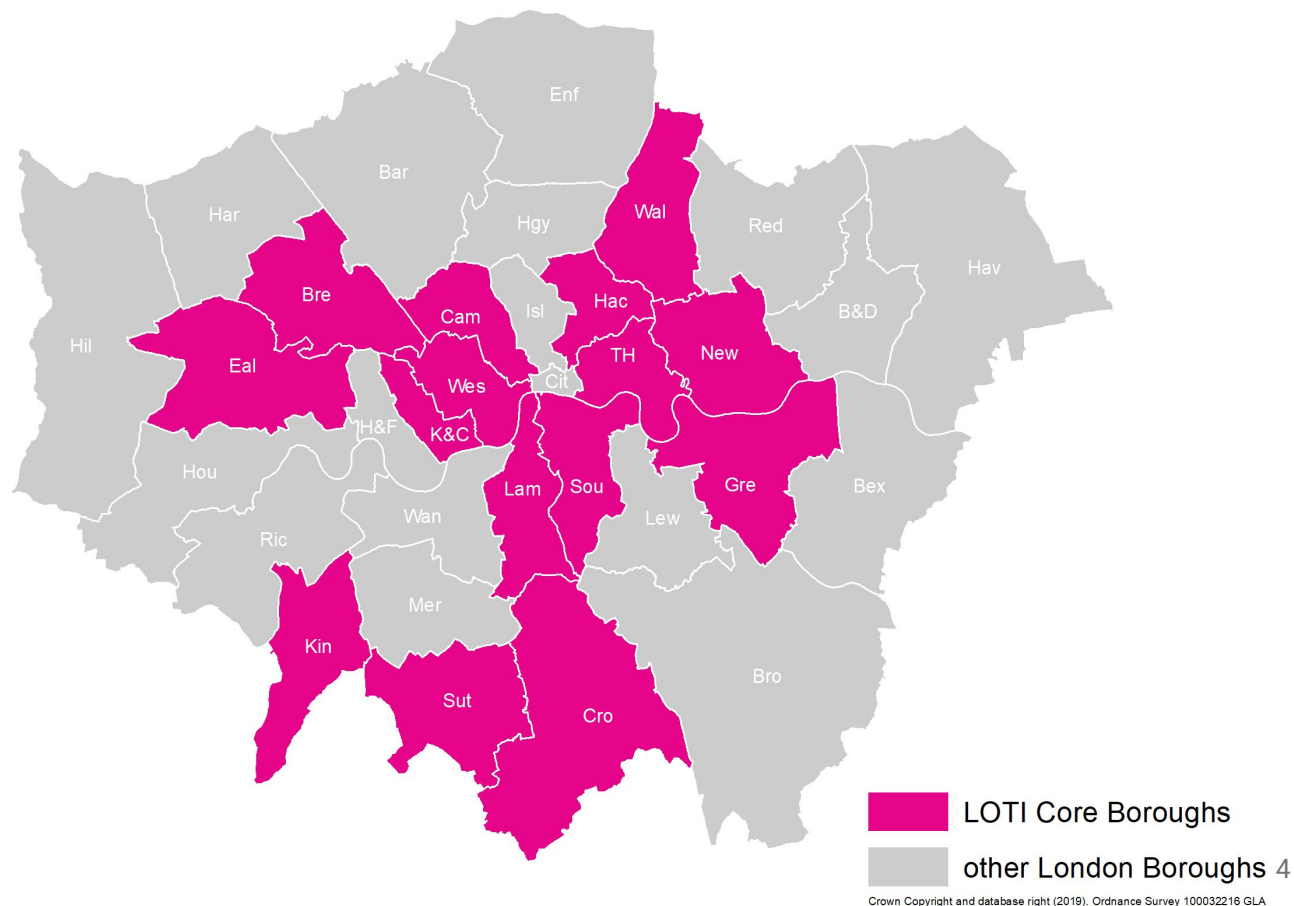 Enf
Bar
Wal
Har
Hgy
Red
Hav
Bre
Hac
Isl
Cam
B&D
Hil
TH
New
Eal
Wes
Cit
H&F
K&C
Hou
Lam
Sou
Gre
Bex
Wan
Lew
Ric
Mer
Kin
Bro
Sut
Cro
LOTI Core Boroughs
other London Boroughs 4
Crown Copyright and database right (2019). Ordnance Survey 100032216 GLA